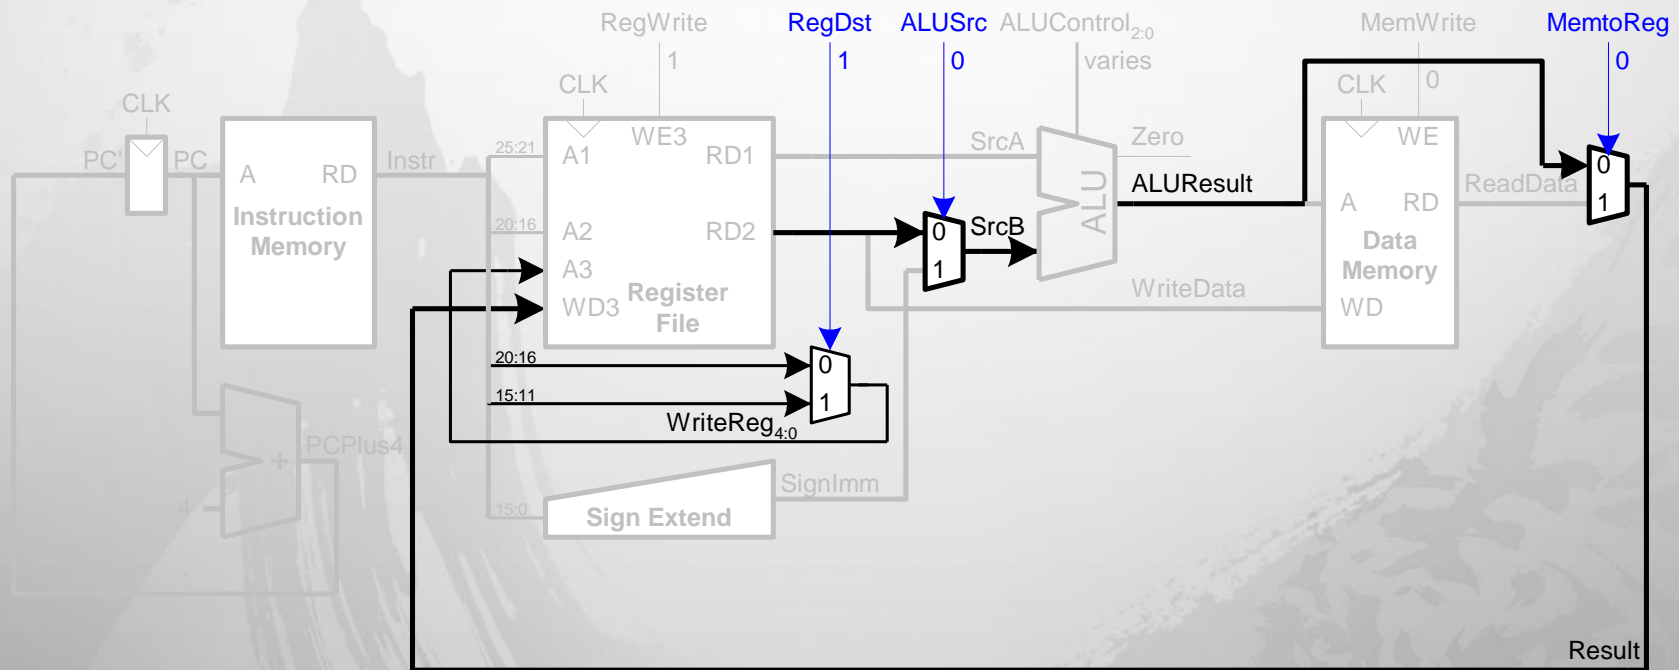 RegWrite RegDst ALUSrc ALUControl2:0 MemWrite MemtoReg
1 1 0 varies 0 0
CLK CLK CLK
PC' PC A RD Instr
Instruction
Memory
25:21 A1 WE3 RD1 SrcA Zero WE
20:16 A2 RD2 0 SrcB ALU ALUResult A RD ReadData 0
A3 1 1
Data
Memory
WD3 Register
File
WriteData WD
20:16 0
15:11 1
WriteReg4:0
PCPlus4
+
4
SignImm
15:0 Sign Extend
Result